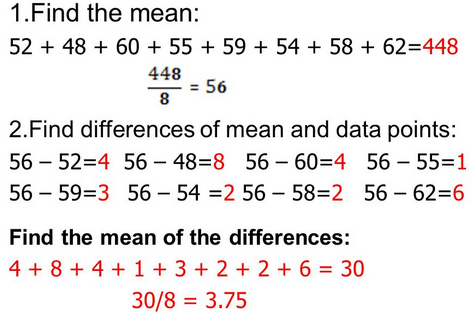 1.Find the mean:
52 + 48 + 60 + 55 + 59 + 54 + 58 + 62=448
448
8
= 56
2.Find differences of mean and data points:
56 – 52=4 56 – 48=8 56 – 60=4 56 – 55=1
56 – 59=3 56 – 54 =2 56 – 58=2 56 – 62=6
Find the mean of the differences:
4 + 8 + 4 + 1 + 3 + 2 + 2 + 6 = 30
30/8 = 3.75